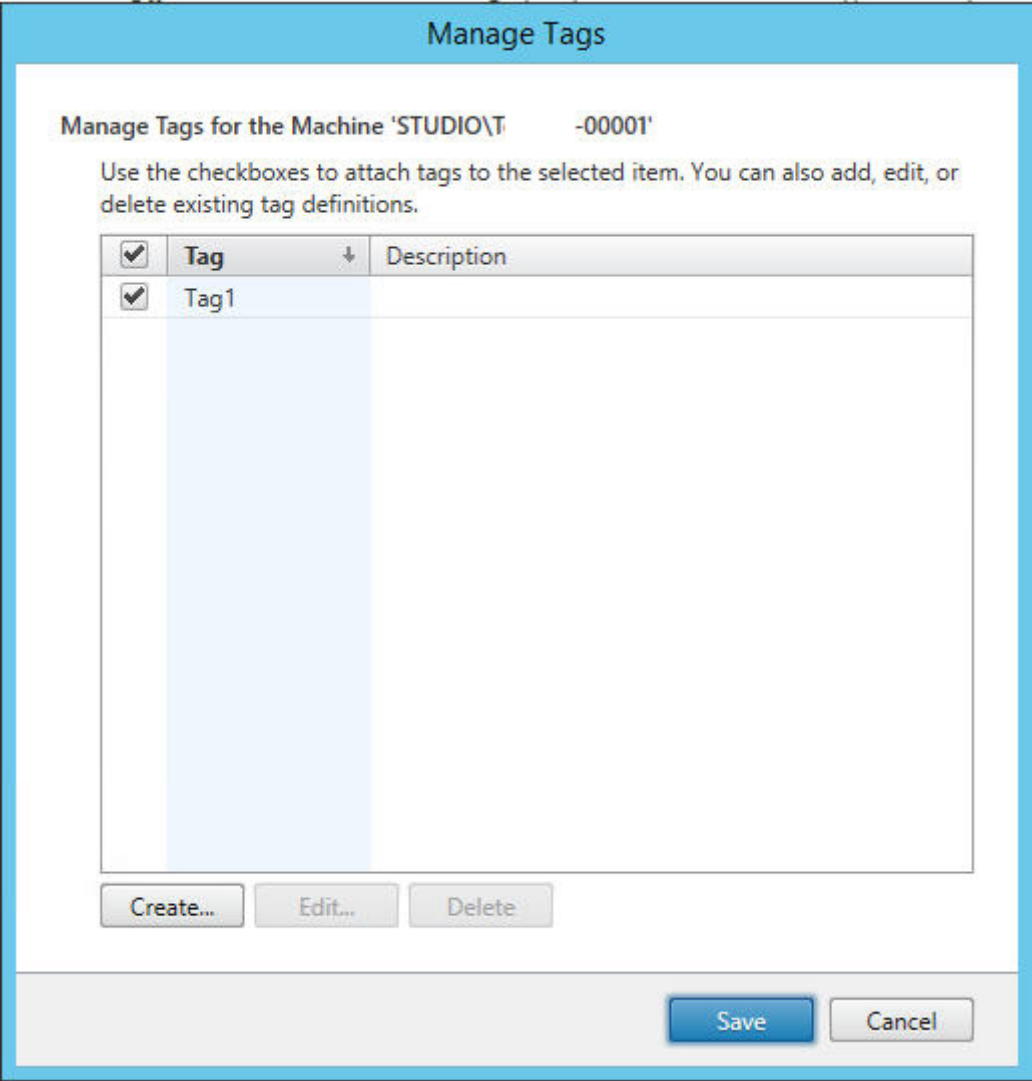 Manage Tags
Manage Tags for the Machine 'STUDIO\T -00001'
Use the checkboxes to attach tags to the selected item. You can also add, edit, or
delete existing tag definitions.
Tag Description
Tag1
Create... Edit... Delete
Save Cancel